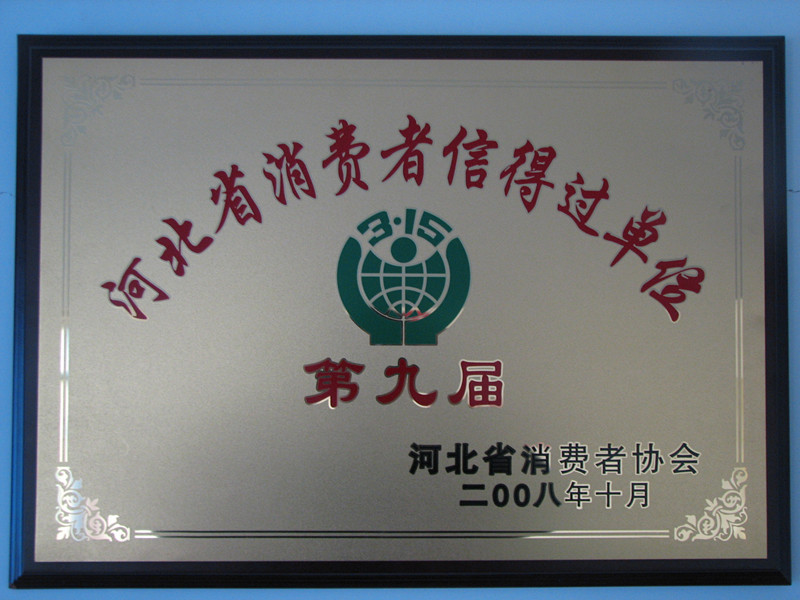 河北省消费者信得过单位
3·15
第九届
河北省消费者协会
二00八年十月